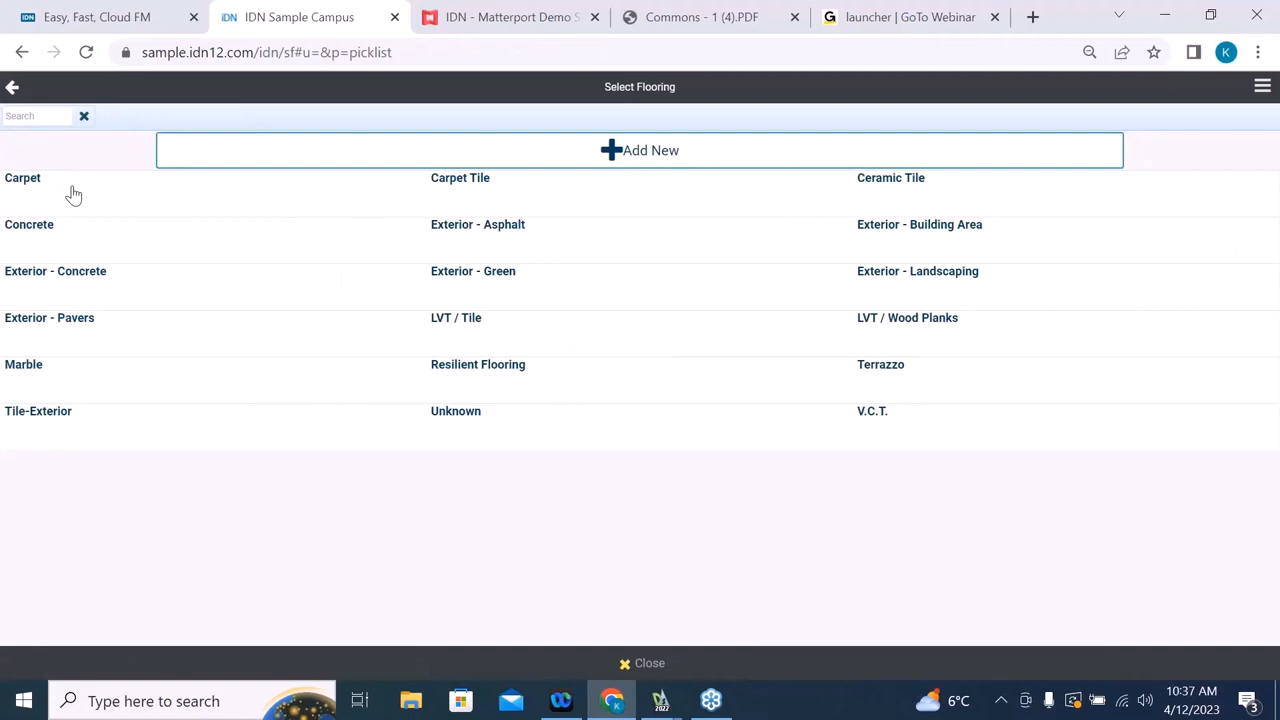 IDN Easy, Fast, Cloud FM
iDN IDN Sample Campus
IDN - Matterport Demo S
Commons - 1 (4).PDF
launcher | GoTo Webinar
sample.idn12.com/idn/sf#u=&p=picklist
K
Select Flooring
Search
Add New
Carpet Carpet Tile Ceramic Tile
Concrete Exterior - Asphalt Exterior - Building Area
Exterior - Concrete Exterior - Green Exterior - Landscaping
Exterior - Pavers LVT / Tile LVT / Wood Planks
Marble Resilient Flooring Terrazzo
Tile-Exterior Unknown V.C.T.
Close
Type here to search
6°C
10:37 AM
4/12/2023
3